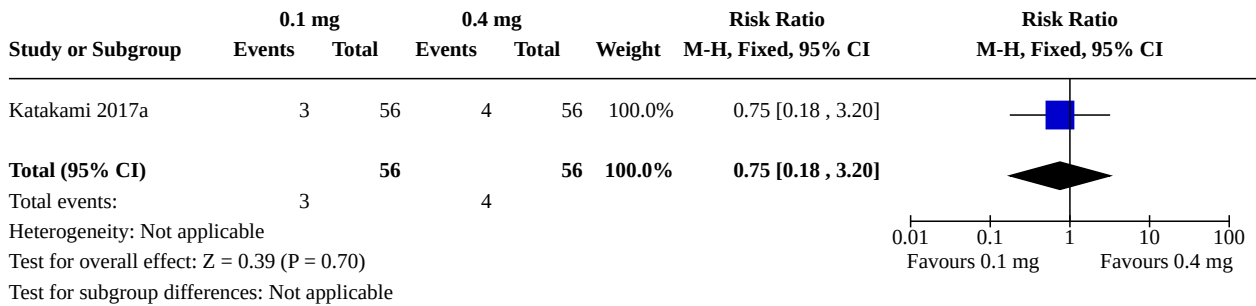 0.1 mg 0.4 mg Risk Ratio Risk Ratio
Study or Subgroup Events Total Events Total Weight M-H, Fixed, 95% CI M-H, Fixed, 95% CI
Katakami 2017a 3 56 4 56 100.0% 0.75 [0.18 , 3.20]
Total (95% CI) 56 56 100.0% 0.75 [0.18 , 3.20]
Total events: 3 4
Heterogeneity: Not applicable
0.01 0.1 1 10 100
Test for overall effect: Z = 0.39 (P = 0.70)
Favours 0.1 mg Favours 0.4 mg
Test for subgroup differences: Not applicable